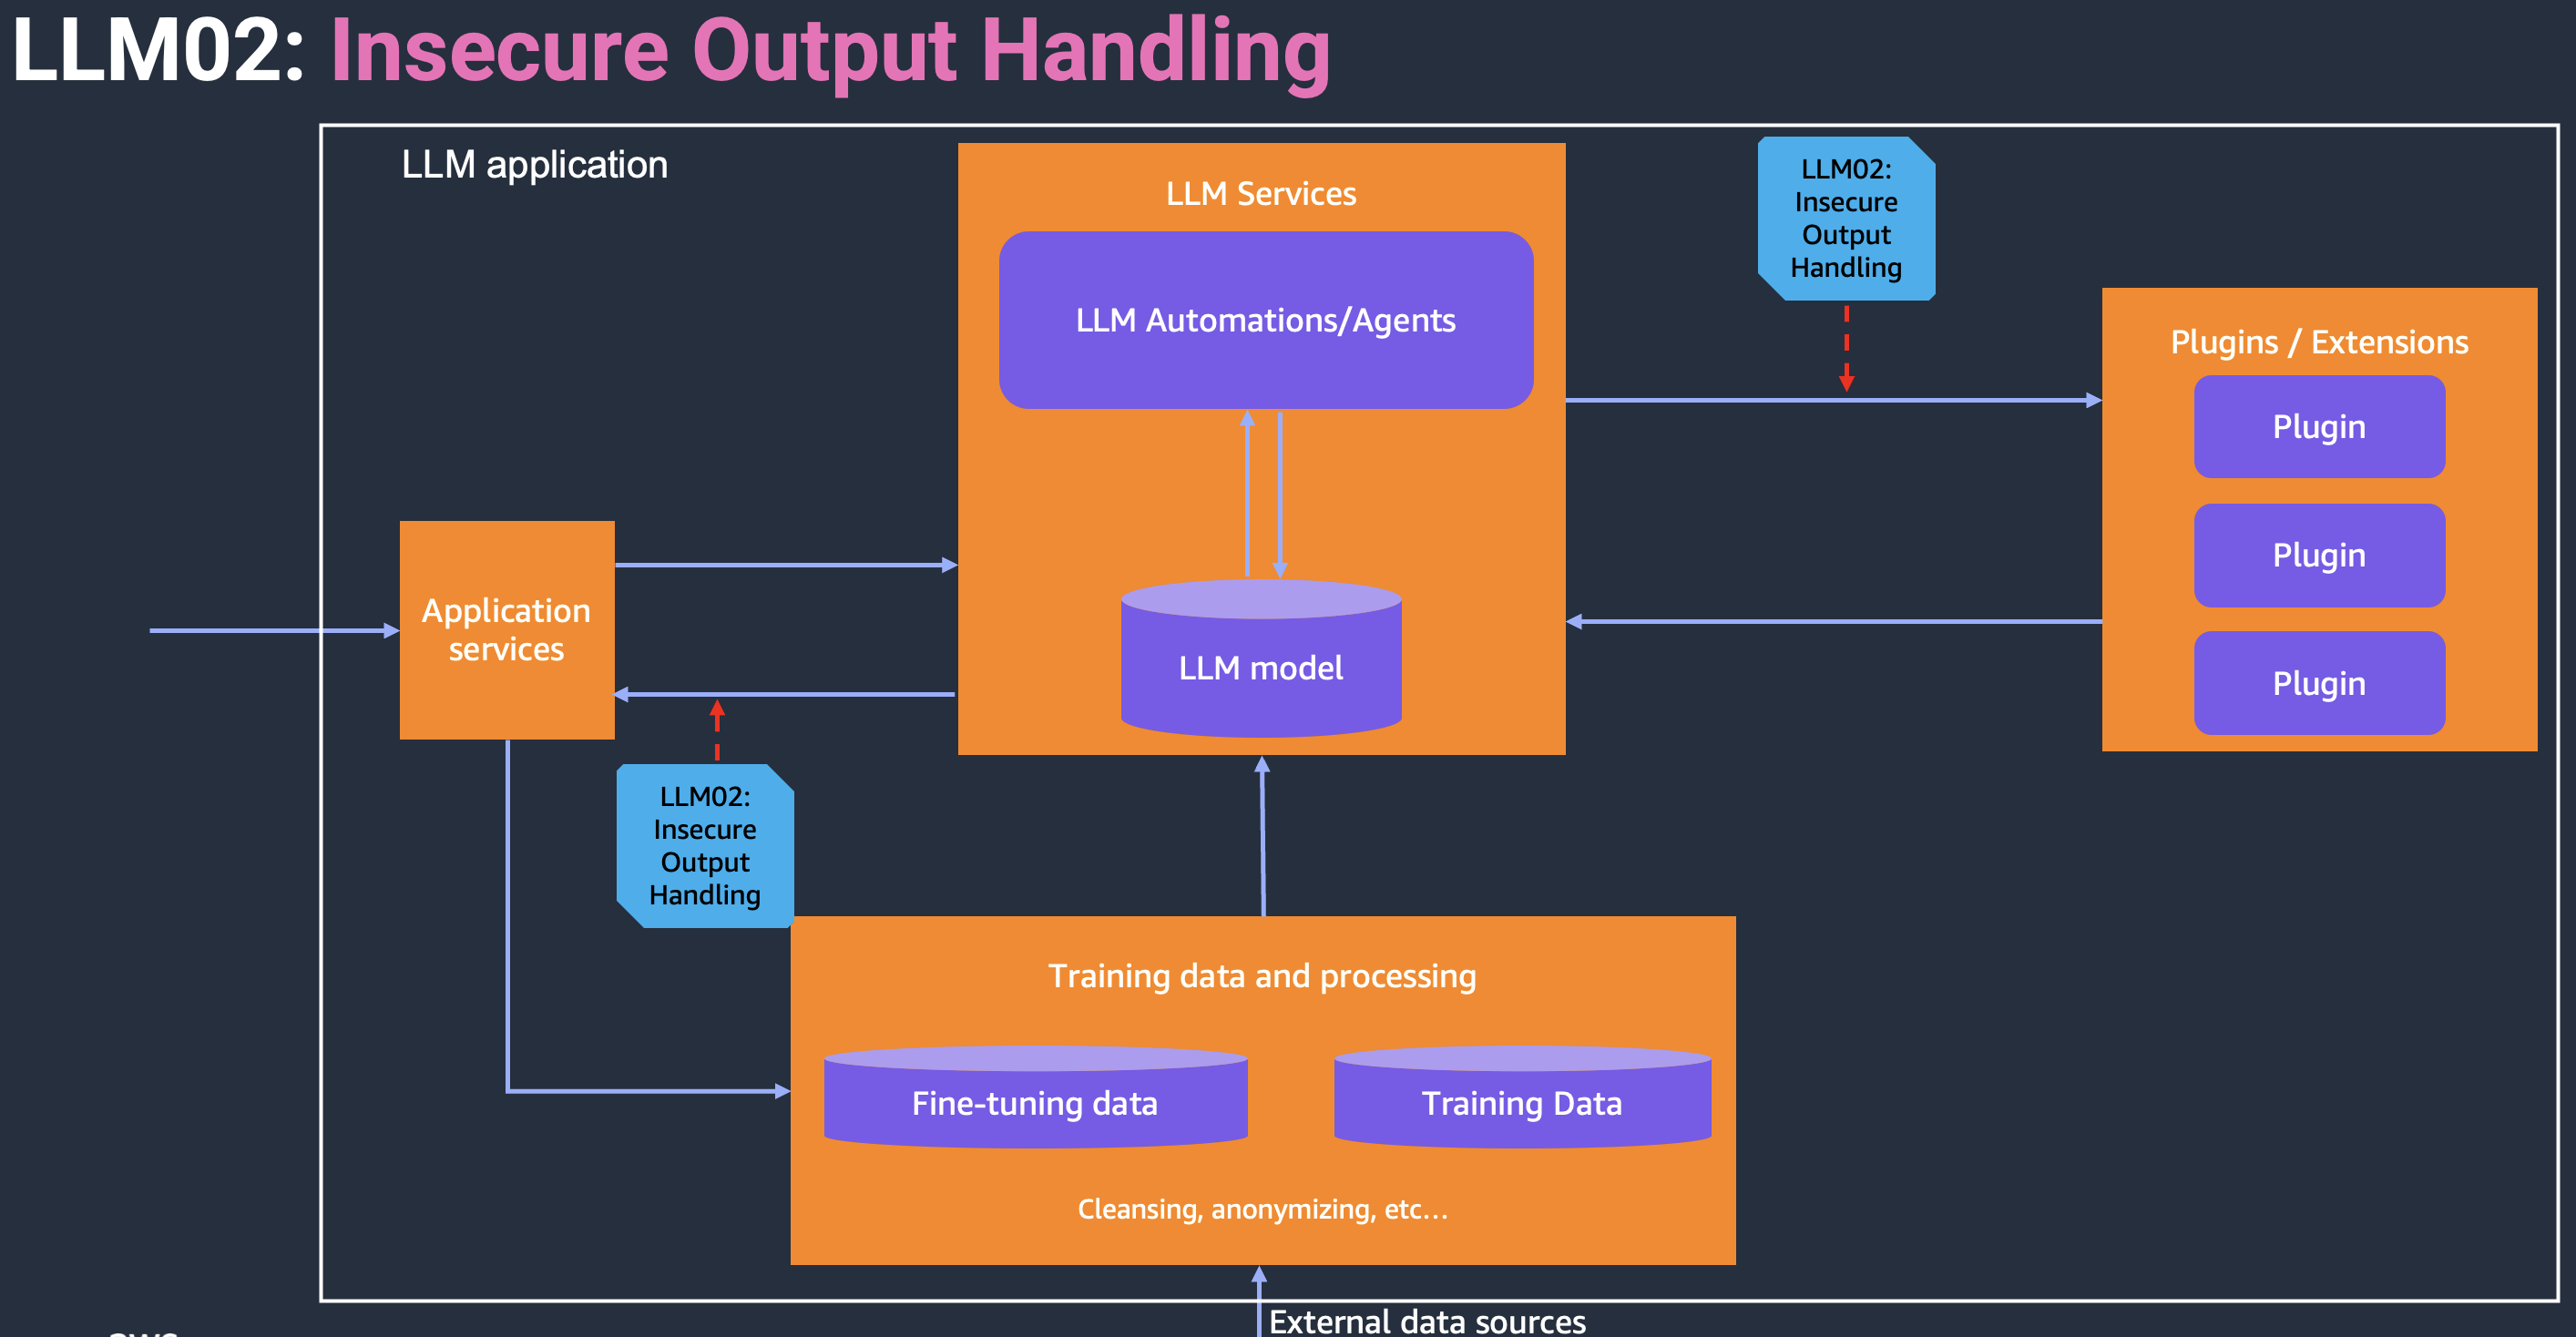 LLM02: Insecure Output Handling
LLM application
LLM Services
LLM Automations/Agents
LLM model
LLM02:
Insecure
Output
Handling
Plugins / Extensions
Plugin
Plugin
Plugin
Application
services
LLM02:
Insecure
Output
Handling
Training data and processing
Fine-tuning data
Training Data
Cleansing, anonymizing, etc...
External data sources
aws